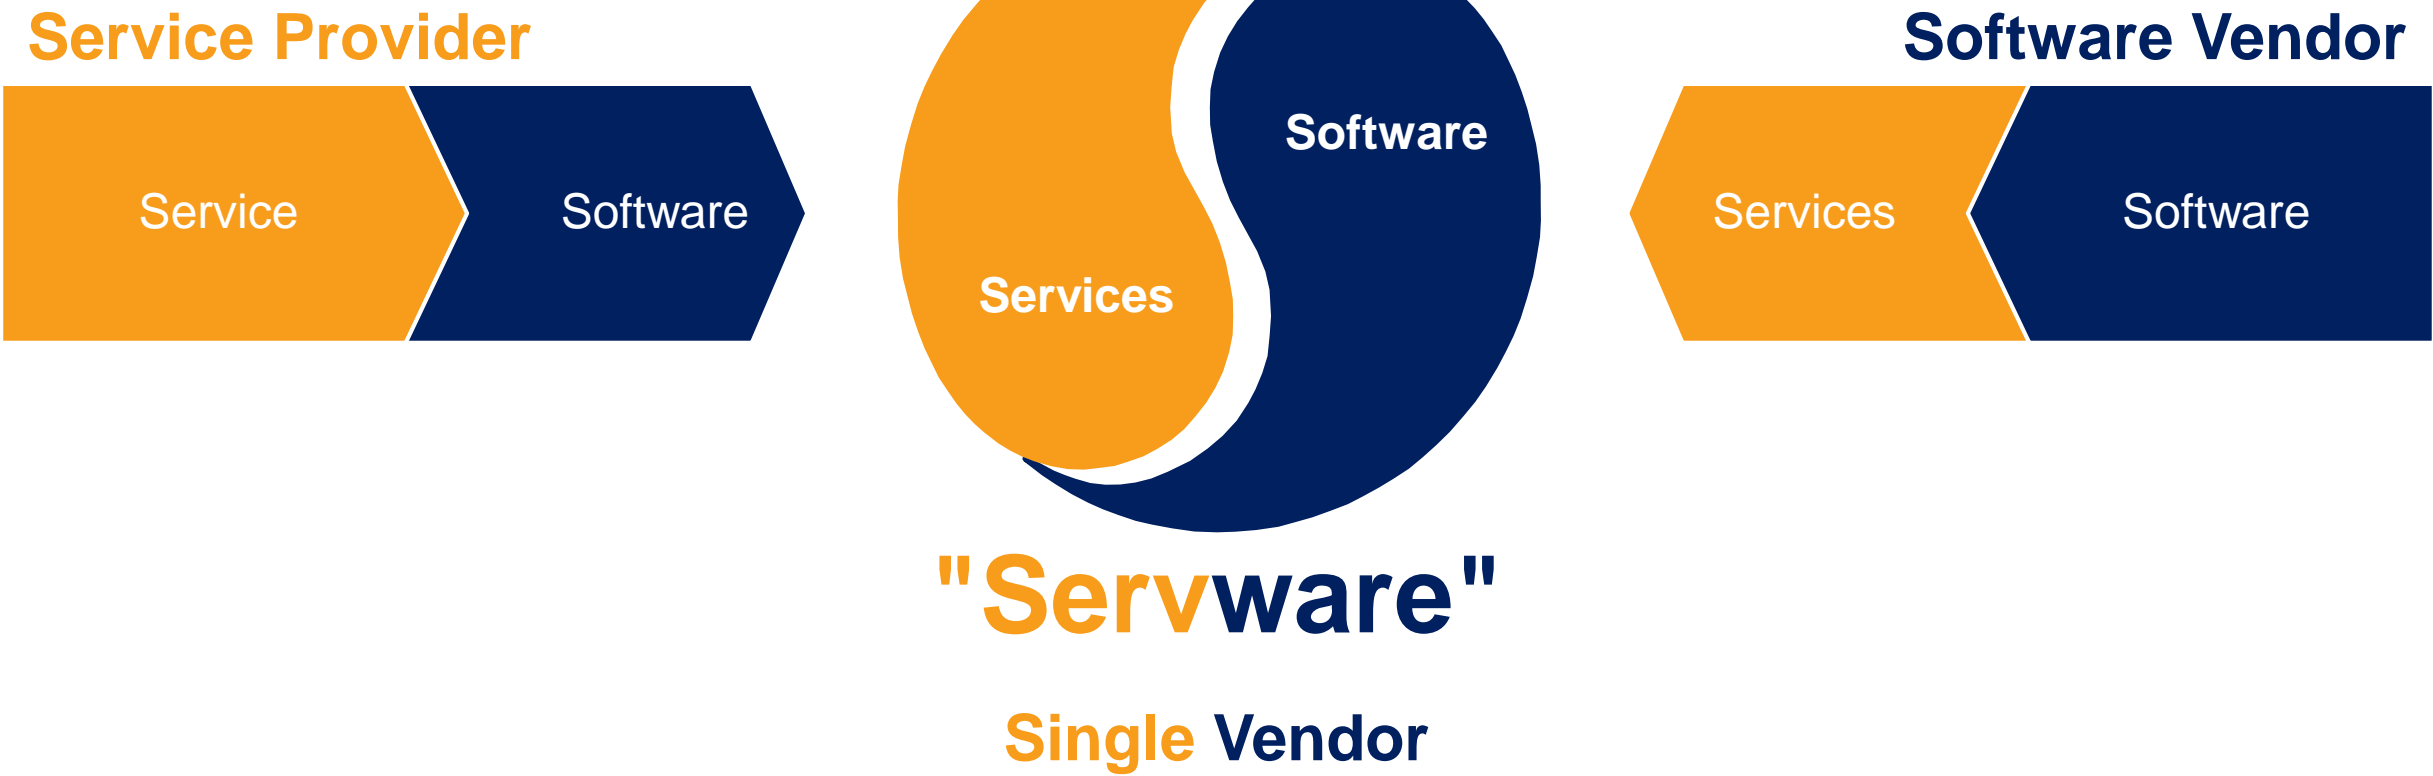 Service Provider
Service
Software
Software
Services
Software Vendor
Services
Software
"Servware"
Single Vendor